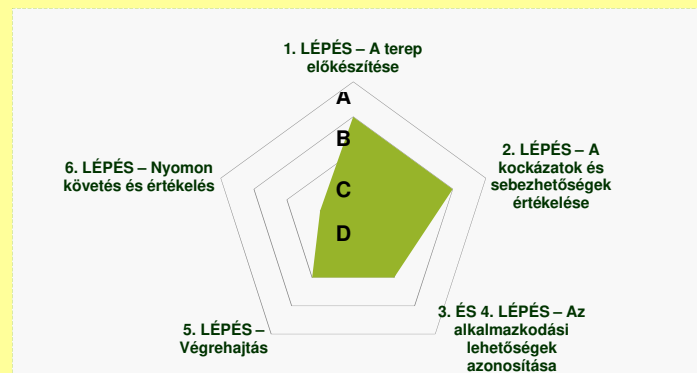 1. LÉPÉS – A terep
előkészítése
A
B
2. LÉPÉS – A
kockázatok és
sebezhetőségek
értékelése
6. LÉPÉS – Nyomon
követés és értékelés
C
D
3. ÉS 4. LÉPÉS – Az
alkalmazkodási
lehetőségek
azonosítása
5. LÉPÉS –
Végrehajtás